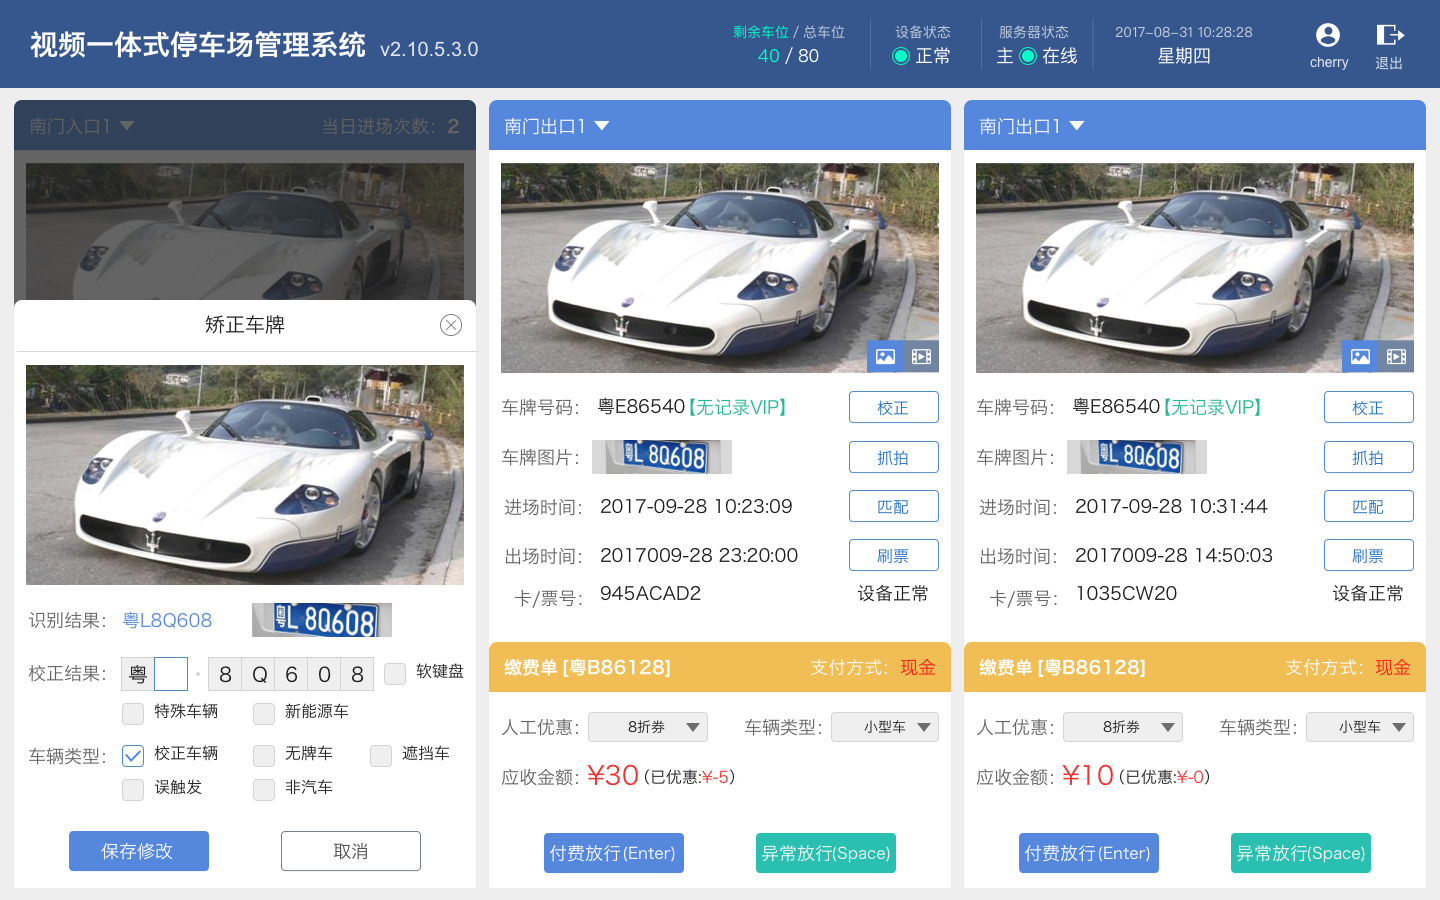 视频一体式停车场管理系统 v2.10.5.3.0
剩余车位 / 总车位
40 / 80
设备状态
正常
服务器状态
主 在线
2017-08-31 10:28:28
星期四
cherry
退出
南门入口1
当日进场次数：2
矫正车牌
识别结果：粤L8Q608
粤L 8Q608
校正结果：粤 · 8 Q 6 0 8 软键盘
特殊车辆 新能源车
车辆类型： 校正车辆 无牌车 遮挡车
误触发 非汽车
保存修改 取消
南门出口1
车牌号码：粤E86540【无记录VIP】 校正
车牌图片：粤L 8Q608 抓拍
进场时间：2017-09-28 10:23:09 匹配
出场时间：2017009-28 23:20:00 刷票
卡/票号：945ACAD2 设备正常
缴费单 [粤B86128] 支付方式：现金
人工优惠：8折券 车辆类型：小型车
应收金额：¥30（已优惠:¥-5）
付费放行(Enter) 异常放行(Space)
南门出口1
车牌号码：粤E86540【无记录VIP】 校正
车牌图片：粤L 8Q608 抓拍
进场时间：2017-09-28 10:31:44 匹配
出场时间：2017009-28 14:50:03 刷票
卡/票号：1035CW20 设备正常
缴费单 [粤B86128] 支付方式：现金
人工优惠：8折券 车辆类型：小型车
应收金额：¥10（已优惠:¥-0）
付费放行(Enter) 异常放行(Space)